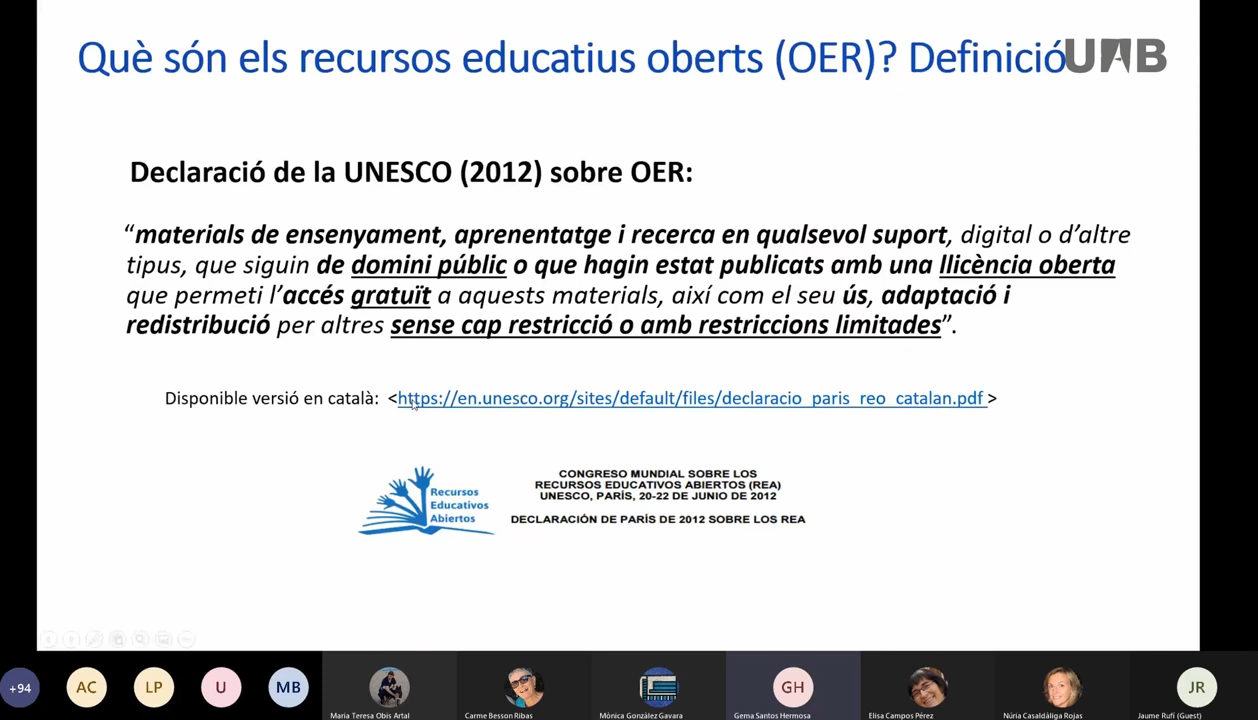 Què són els recursos educatius oberts (OER)? Definició
UAB
Declaració de la UNESCO (2012) sobre OER:
“materials de ensenyament, aprenentatge i recerca en qualsevol suport, digital o d’altre
tipus, que siguin de domini públic o que hagin estat publicats amb una llicència oberta
que permeti l’accés gratuït a aquests materials, així com el seu ús, adaptació i
redistribució per altres sense cap restricció o amb restriccions limitades”.
Disponible versió en català: <https://en.unesco.org/sites/default/files/declaracio_paris_reo_catalan.pdf >
Recursos
Educativos
Abiertos
CONGRESO MUNDIAL SOBRE LOS
RECURSOS EDUCATIVOS ABIERTOS (REA)
UNESCO, PARÍS, 20-22 DE JUNIO DE 2012
DECLARACIÓN DE PARÍS DE 2012 SOBRE LOS REA
+94
AC
LP
U
MB
GH
JR
Maria Teresa Obis Artal
Carme Besson Ribas
Mònica Gonzàlez Gavara
Gema Santos Hermosa
Elisa Campos Pérez
Núria Casaldàliga Rojas
Jaume Rufí (Guest)